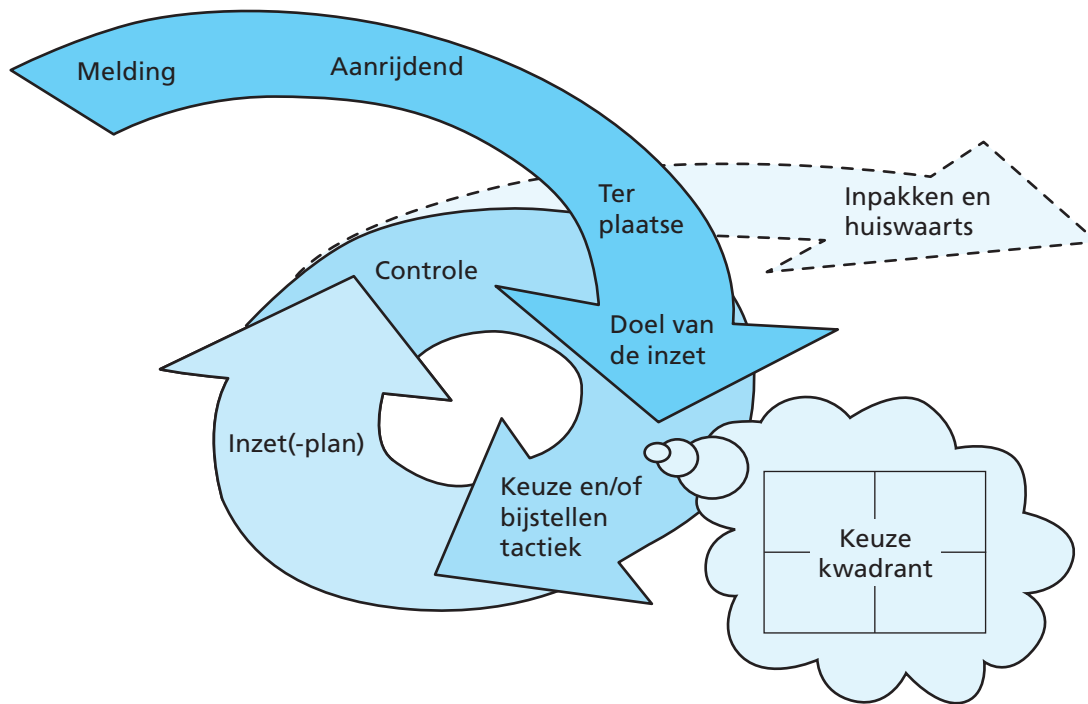 Melding
Aanrijdend
Ter
plaatse
Doel van
de inzet
Inpakken en
huiswaarts
Controle
Inzet(-plan)
Keuze en/of
bijstellen
tactiek
Keuze
kwadrant